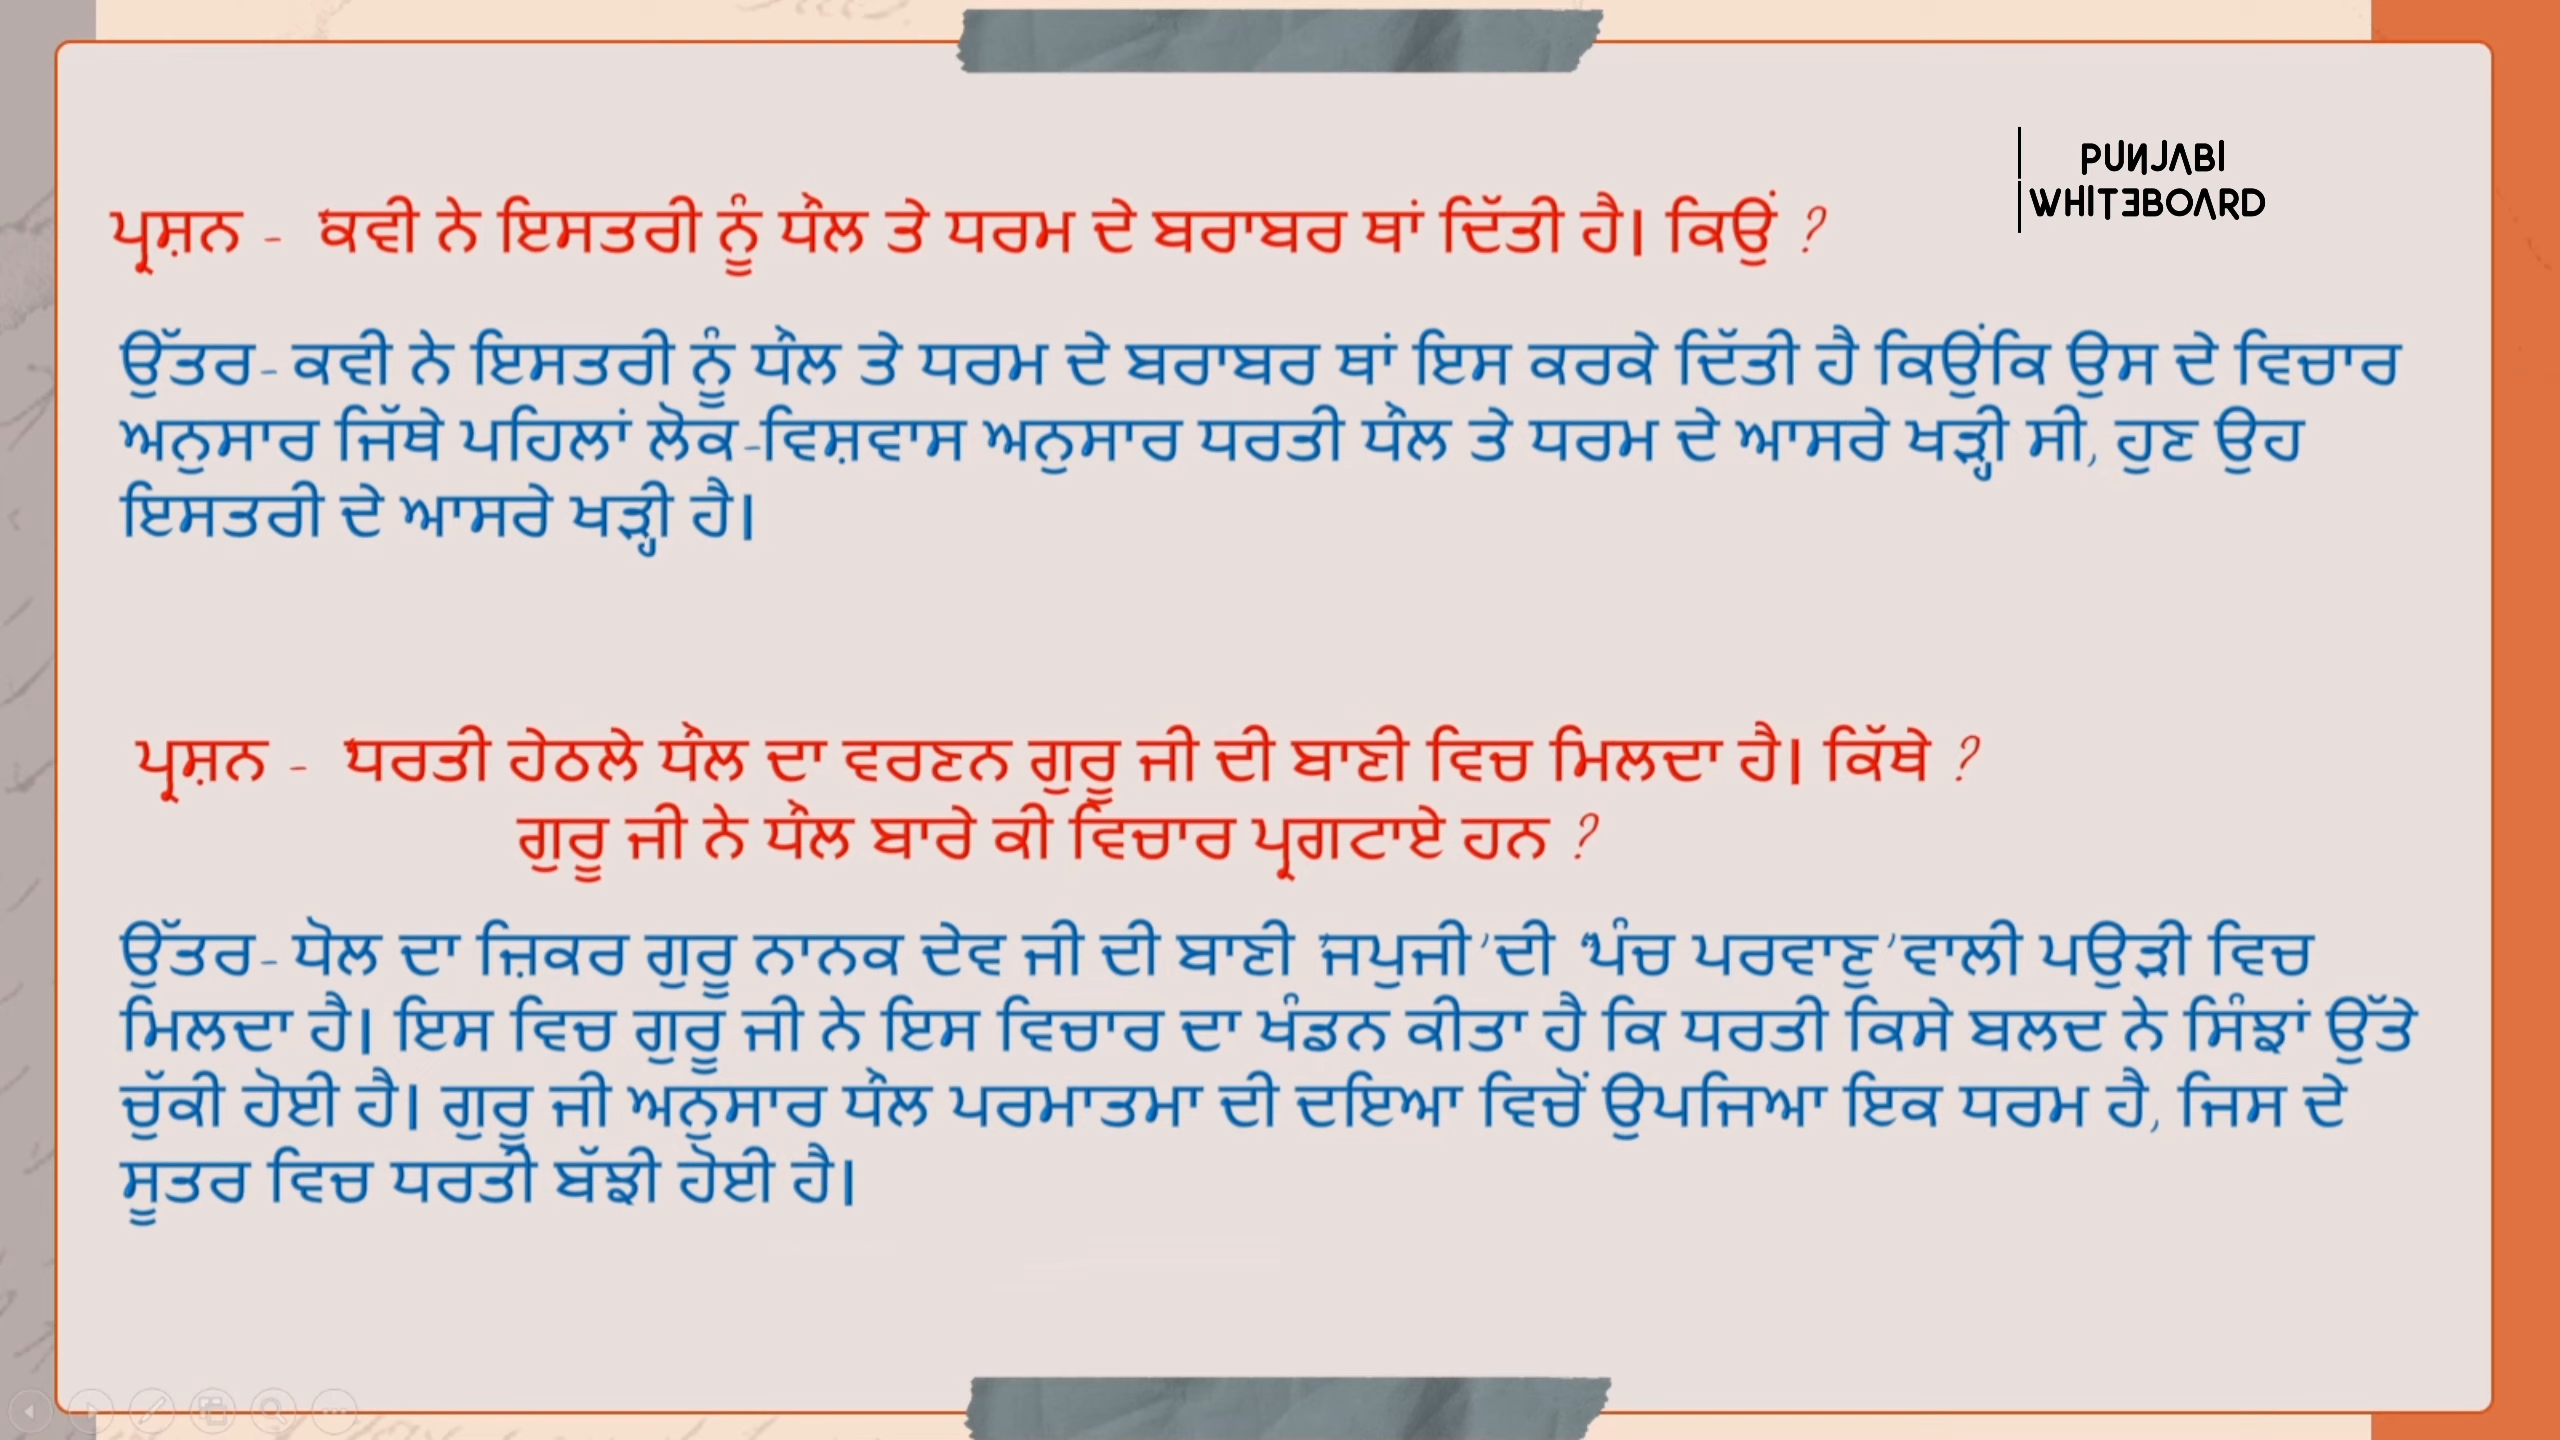 PUNJABI
WHITEBOARD
ਪ੍ਰਸ਼ਨ - 'ਕਵੀ ਨੇ ਇਸਤਰੀ ਨੂੰ ਧੌਲ ਤੇ ਧਰਮ ਦੇ ਬਰਾਬਰ ਥਾਂ ਦਿੱਤੀ ਹੈ। ਕਿਉਂ ?
ਉੱਤਰ- ਕਵੀ ਨੇ ਇਸਤਰੀ ਨੂੰ ਧੌਲ ਤੇ ਧਰਮ ਦੇ ਬਰਾਬਰ ਥਾਂ ਇਸ ਕਰਕੇ ਦਿੱਤੀ ਹੈ ਕਿਉਂਕਿ ਉਸ ਦੇ ਵਿਚਾਰ
ਅਨੁਸਾਰ ਜਿੱਥੇ ਪਹਿਲਾਂ ਲੋਕ-ਵਿਸ਼ਵਾਸ ਅਨੁਸਾਰ ਧਰਤੀ ਧੌਲ ਤੇ ਧਰਮ ਦੇ ਆਸਰੇ ਖੜ੍ਹੀ ਸੀ, ਹੁਣ ਉਹ
ਇਸਤਰੀ ਦੇ ਆਸਰੇ ਖੜ੍ਹੀ ਹੈ।
ਪ੍ਰਸ਼ਨ - 'ਧਰਤੀ ਹੇਠਲੇ ਧੌਲ ਦਾ ਵਰਣਨ ਗੁਰੂ ਜੀ ਦੀ ਬਾਣੀ ਵਿਚ ਮਿਲਦਾ ਹੈ। ਕਿੱਥੇ ?
ਗੁਰੂ ਜੀ ਨੇ ਧੌਲ ਬਾਰੇ ਕੀ ਵਿਚਾਰ ਪ੍ਰਗਟਾਏ ਹਨ ?
ਉੱਤਰ- ਧੋਲ ਦਾ ਜ਼ਿਕਰ ਗੁਰੂ ਨਾਨਕ ਦੇਵ ਜੀ ਦੀ ਬਾਣੀ 'ਜਪੁਜੀ' ਦੀ 'ਪੰਚ ਪਰਵਾਣੁ' ਵਾਲੀ ਪਉੜੀ ਵਿਚ
ਮਿਲਦਾ ਹੈ। ਇਸ ਵਿਚ ਗੁਰੂ ਜੀ ਨੇ ਇਸ ਵਿਚਾਰ ਦਾ ਖੰਡਨ ਕੀਤਾ ਹੈ ਕਿ ਧਰਤੀ ਕਿਸੇ ਬਲਦ ਨੇ ਸਿੰਝਾਂ ਉੱਤੇ
ਚੁੱਕੀ ਹੋਈ ਹੈ। ਗੁਰੂ ਜੀ ਅਨੁਸਾਰ ਧੌਲ ਪਰਮਾਤਮਾ ਦੀ ਦਇਆ ਵਿਚੋਂ ਉਪਜਿਆ ਇਕ ਧਰਮ ਹੈ, ਜਿਸ ਦੇ
ਸੂਤਰ ਵਿਚ ਧਰਤੀ ਬੱਝੀ ਹੋਈ ਹੈ।